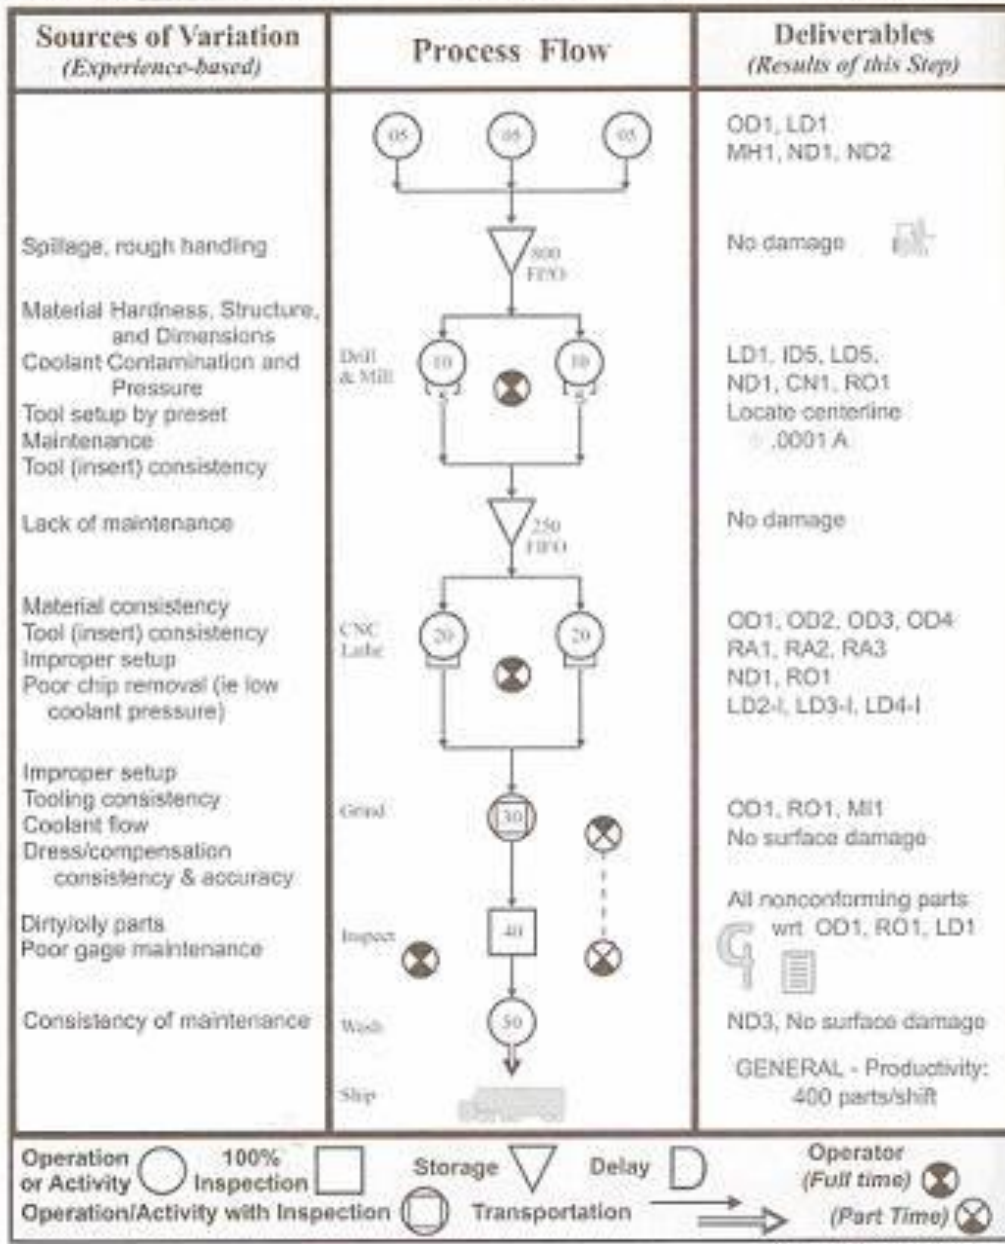 Sources of Variation
(Experience-based)
Process Flow
Deliverables
(Results of this Step)
05 05 05
OD1, LD1
MH1, ND1, ND2
Spillage, rough handling
800
FIFO
No damage
Material Hardness, Structure,
and Dimensions
Coolant Contamination and
Pressure
Tool setup by preset
Maintenance
Tool (insert) consistency
Drill
& Mill
10 10
LD1, ID5, LD5,
ND1, CN1, RO1
Locate centerline
.0001 A
Lack of maintenance
250
FIFO
No damage
Material consistency
Tool (insert) consistency
Improper setup
Poor chip removal (ie low
coolant pressure)
CNC
Lathe
20 20
OD1, OD2, OD3, OD4
RA1, RA2, RA3
ND1, RO1
LD2-I, LD3-I, LD4-I
Improper setup
Tooling consistency
Coolant flow
Dress/compensation
consistency & accuracy
Grind
30
OD1, RO1, MI1
No surface damage
Dirty/oily parts
Poor gage maintenance
Inspect
40
All nonconforming parts
wrt OD1, RO1, LD1
Consistency of maintenance
Wash
50
ND3, No surface damage
Ship
GENERAL - Productivity:
400 parts/shift
Operation
or Activity
100%
Inspection
Storage
Delay
Operator
(Full time)
Operation/Activity with Inspection
Transportation
(Part Time)